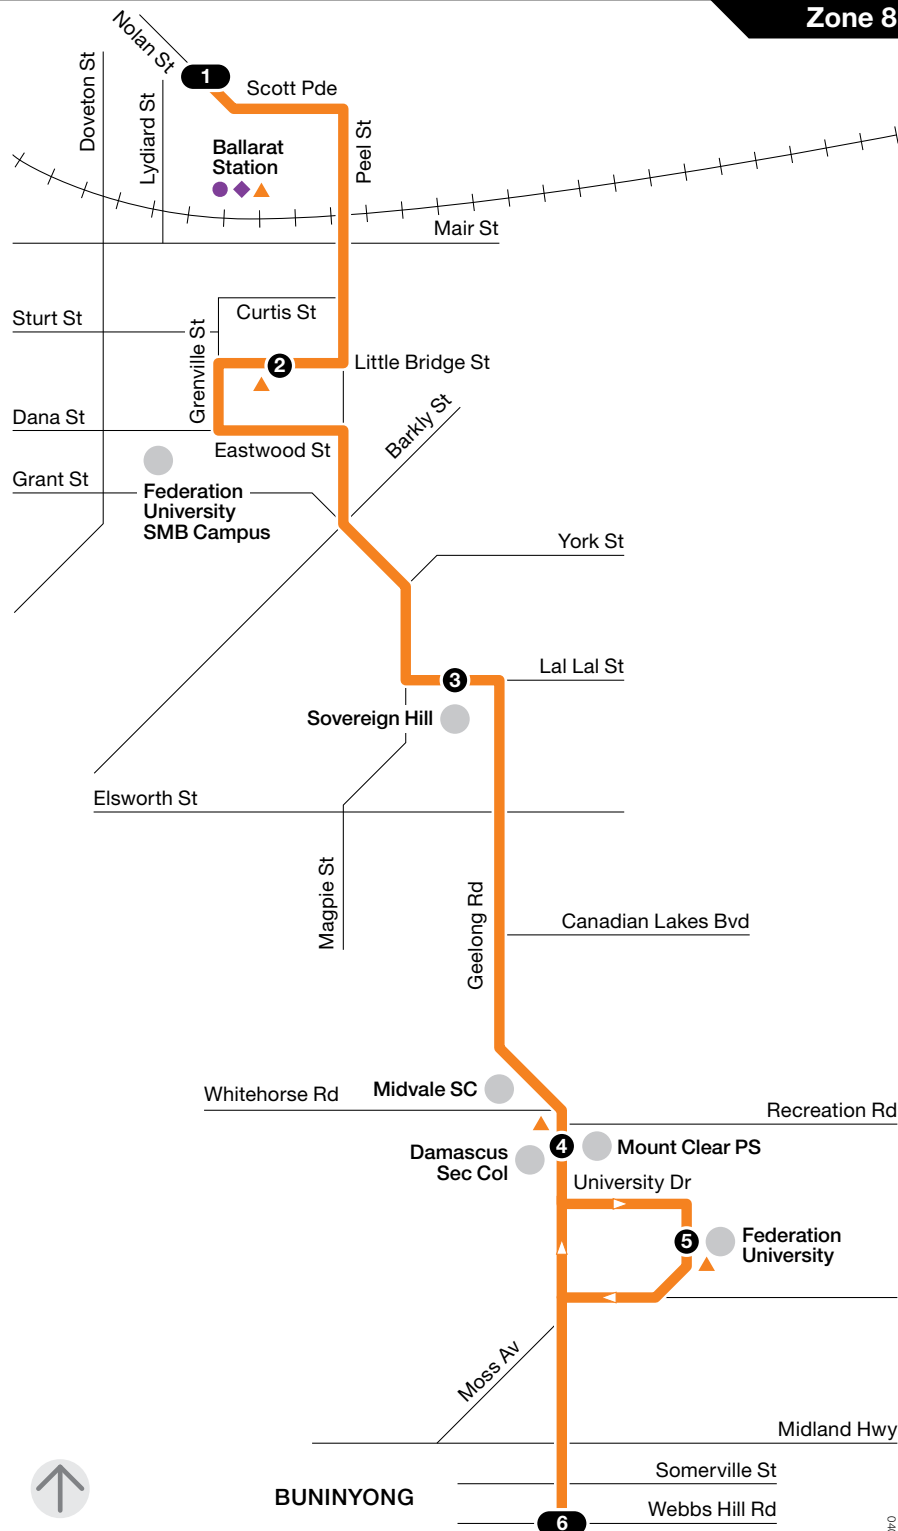 Zone 8
Nolan St
1
Scott Pde
Doveton St
Lydiard St
Peel St
Ballarat
Station
Mair St
Curtis St
Sturt St
Grenville St
2
Little Bridge St
Dana St
Barkly St
Eastwood St
Grant St
Federation
University
SMB Campus
York St
Lal Lal St
3
Sovereign Hill
Elsworth St
Magpie St
Geelong Rd
Canadian Lakes Bvd
Midvale SC
Whitehorse Rd
Recreation Rd
4
Mount Clear PS
Damascus
Sec Col
University Dr
5
Federation
University
Moss Av
Midland Hwy
Somerville St
BUNINYONG
Webbs Hill Rd
6